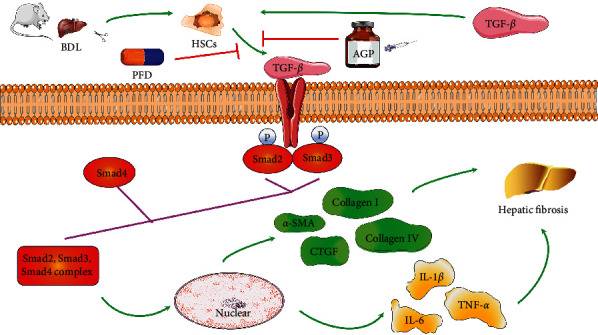 BDL
HSCs
PFD
AGP
TGF-β
TGF-β
P
P
Smad2
Smad3
Smad4
Smad2, Smad3,
Smad4 complex
Nuclear
α-SMA
Collagen I
CTGF
Collagen IV
IL-1β
IL-6
TNF-α
Hepatic fibrosis